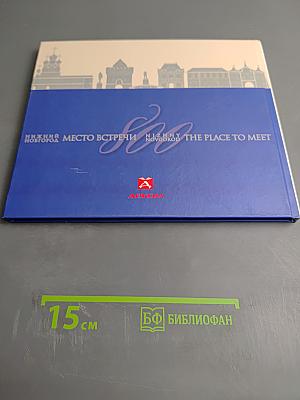 НИЖНИЙ НОВГОРОД МЕСТО ВСТРЕЧИ 800 NIZHNY NOVGOROD THE PLACE TO MEET
15 см
БФ БИБЛИОФАН